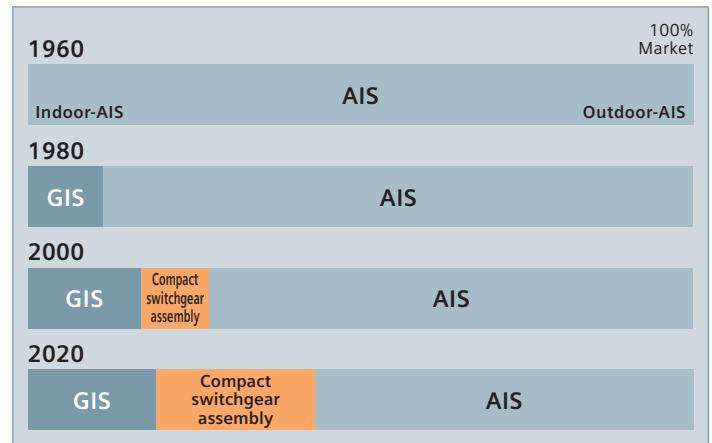 100%
1960
Market
AIS
Indoor-AIS
Outdoor-AIS
1980
GIS
AIS
2000
GIS
Compact
switchgear
assembly
AIS
2020
GIS
Compact
switchgear
assembly
AIS